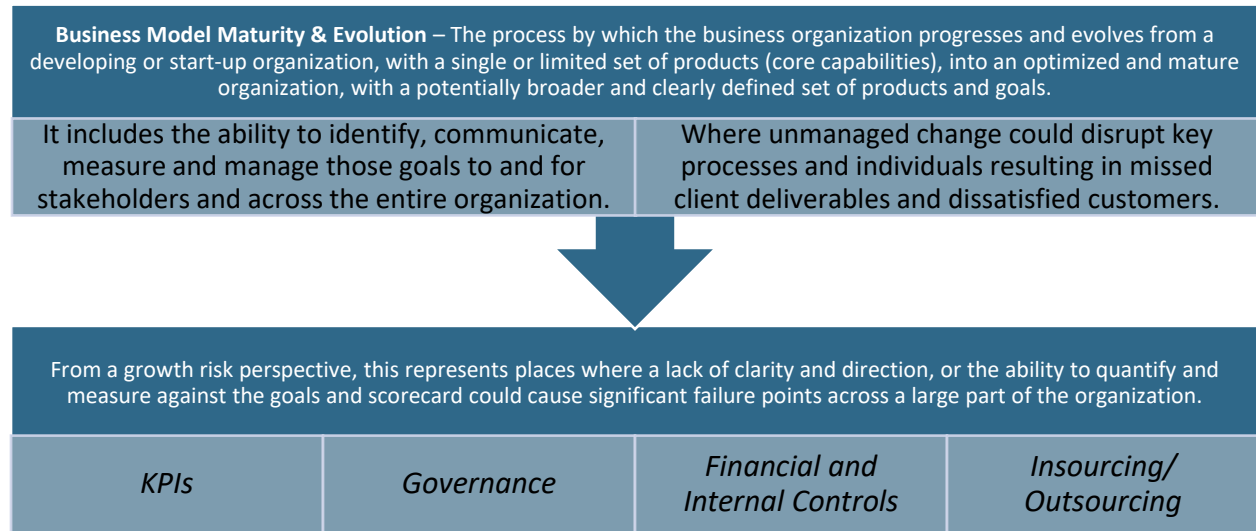 Business Model Maturity & Evolution – The process by which the business organization progresses and evolves from a
developing or start-up organization, with a single or limited set of products (core capabilities), into an optimized and mature
organization, with a potentially broader and clearly defined set of products and goals.
It includes the ability to identify, communicate,
measure and manage those goals to and for
stakeholders and across the entire organization.
Where unmanaged change could disrupt key
processes and individuals resulting in missed
client deliverables and dissatisfied customers.
From a growth risk perspective, this represents places where a lack of clarity and direction, or the ability to quantify and
measure against the goals and scorecard could cause significant failure points across a large part of the organization.
KPIs
Governance
Financial and
Internal Controls
Insourcing/
Outsourcing